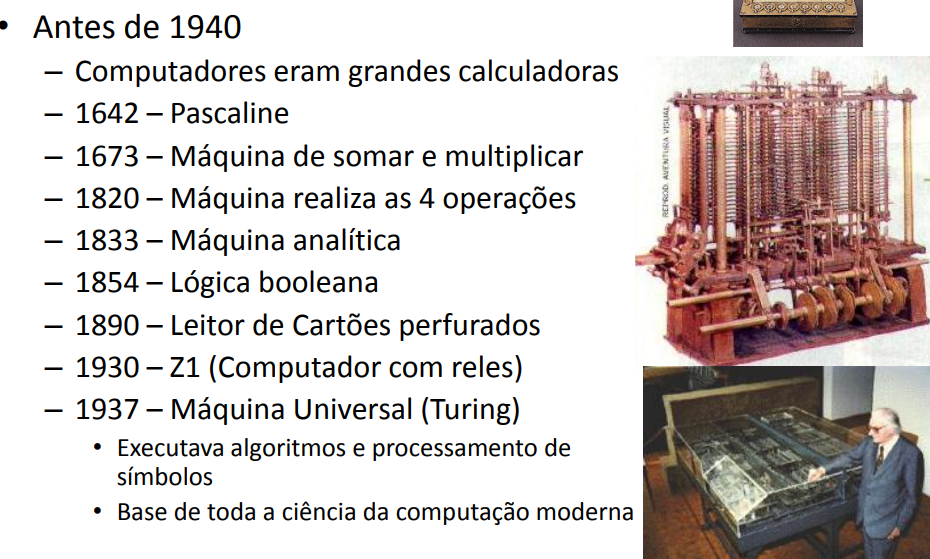 • Antes de 1940
– Computadores eram grandes calculadoras
– 1642 – Pascaline
– 1673 – Máquina de somar e multiplicar
– 1820 – Máquina realiza as 4 operações
– 1833 – Máquina analítica
– 1854 – Lógica booleana
– 1890 – Leitor de Cartões perfurados
– 1930 – Z1 (Computador com reles)
– 1937 – Máquina Universal (Turing)
• Executava algoritmos e processamento de
símbolos
• Base de toda a ciência da computação moderna
REPROD. AVENTURA VISUAL